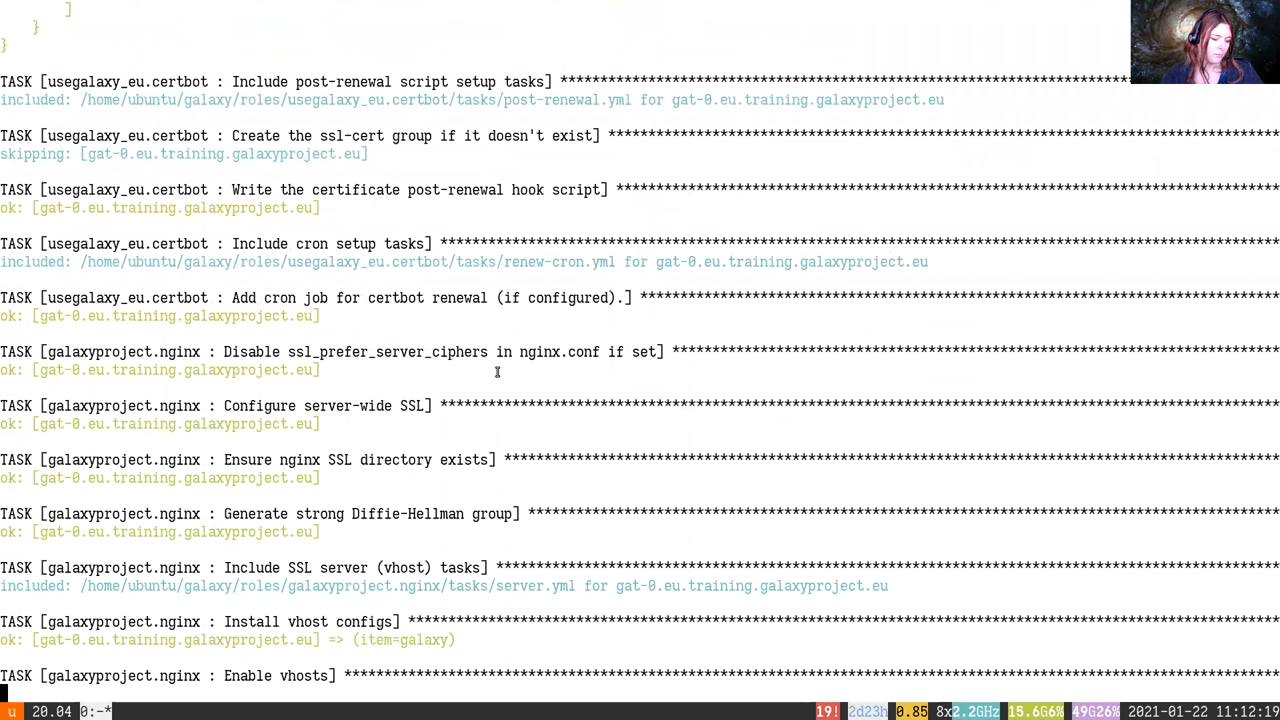 ]
}
}
TASK [usegalaxy_eu.certbot : Include post-renewal script setup tasks] ***********************************************************************
included: /home/ubuntu/galaxy/roles/usegalaxy_eu.certbot/tasks/post-renewal.yml for gat-0.eu.training.galaxyproject.eu
TASK [usegalaxy_eu.certbot : Create the ssl-cert group if it doesn't exist] ************************************************************************************
skipping: [gat-0.eu.training.galaxyproject.eu]
TASK [usegalaxy_eu.certbot : Write the certificate post-renewal hook script] ***********************************************************************************
ok: [gat-0.eu.training.galaxyproject.eu]
TASK [usegalaxy_eu.certbot : Include cron setup tasks] *********************************************************************************************************
included: /home/ubuntu/galaxy/roles/usegalaxy_eu.certbot/tasks/renew-cron.yml for gat-0.eu.training.galaxyproject.eu
TASK [usegalaxy_eu.certbot : Add cron job for certbot renewal (if configured).] ********************************************************************************
ok: [gat-0.eu.training.galaxyproject.eu]
TASK [galaxyproject.nginx : Disable ssl_prefer_server_ciphers in nginx.conf if set] ****************************************************************************
ok: [gat-0.eu.training.galaxyproject.eu]
TASK [galaxyproject.nginx : Configure server-wide SSL] *********************************************************************************************************
ok: [gat-0.eu.training.galaxyproject.eu]
TASK [galaxyproject.nginx : Ensure nginx SSL directory exists] *************************************************************************************************
ok: [gat-0.eu.training.galaxyproject.eu]
TASK [galaxyproject.nginx : Generate strong Diffie-Hellman group] **********************************************************************************************
ok: [gat-0.eu.training.galaxyproject.eu]
TASK [galaxyproject.nginx : Include SSL server (vhost) tasks] **************************************************************************************************
included: /home/ubuntu/galaxy/roles/galaxyproject.nginx/tasks/server.yml for gat-0.eu.training.galaxyproject.eu
TASK [galaxyproject.nginx : Install vhost configs] *************************************************************************************************************
ok: [gat-0.eu.training.galaxyproject.eu] => (item=galaxy)
TASK [galaxyproject.nginx : Enable vhosts] *********************************************************************************************************************
u 20.04 0:-* 19! 2d23h 0.85 8x2.2GHz 15.6G6% 49G26% 2021-01-22 11:12:19